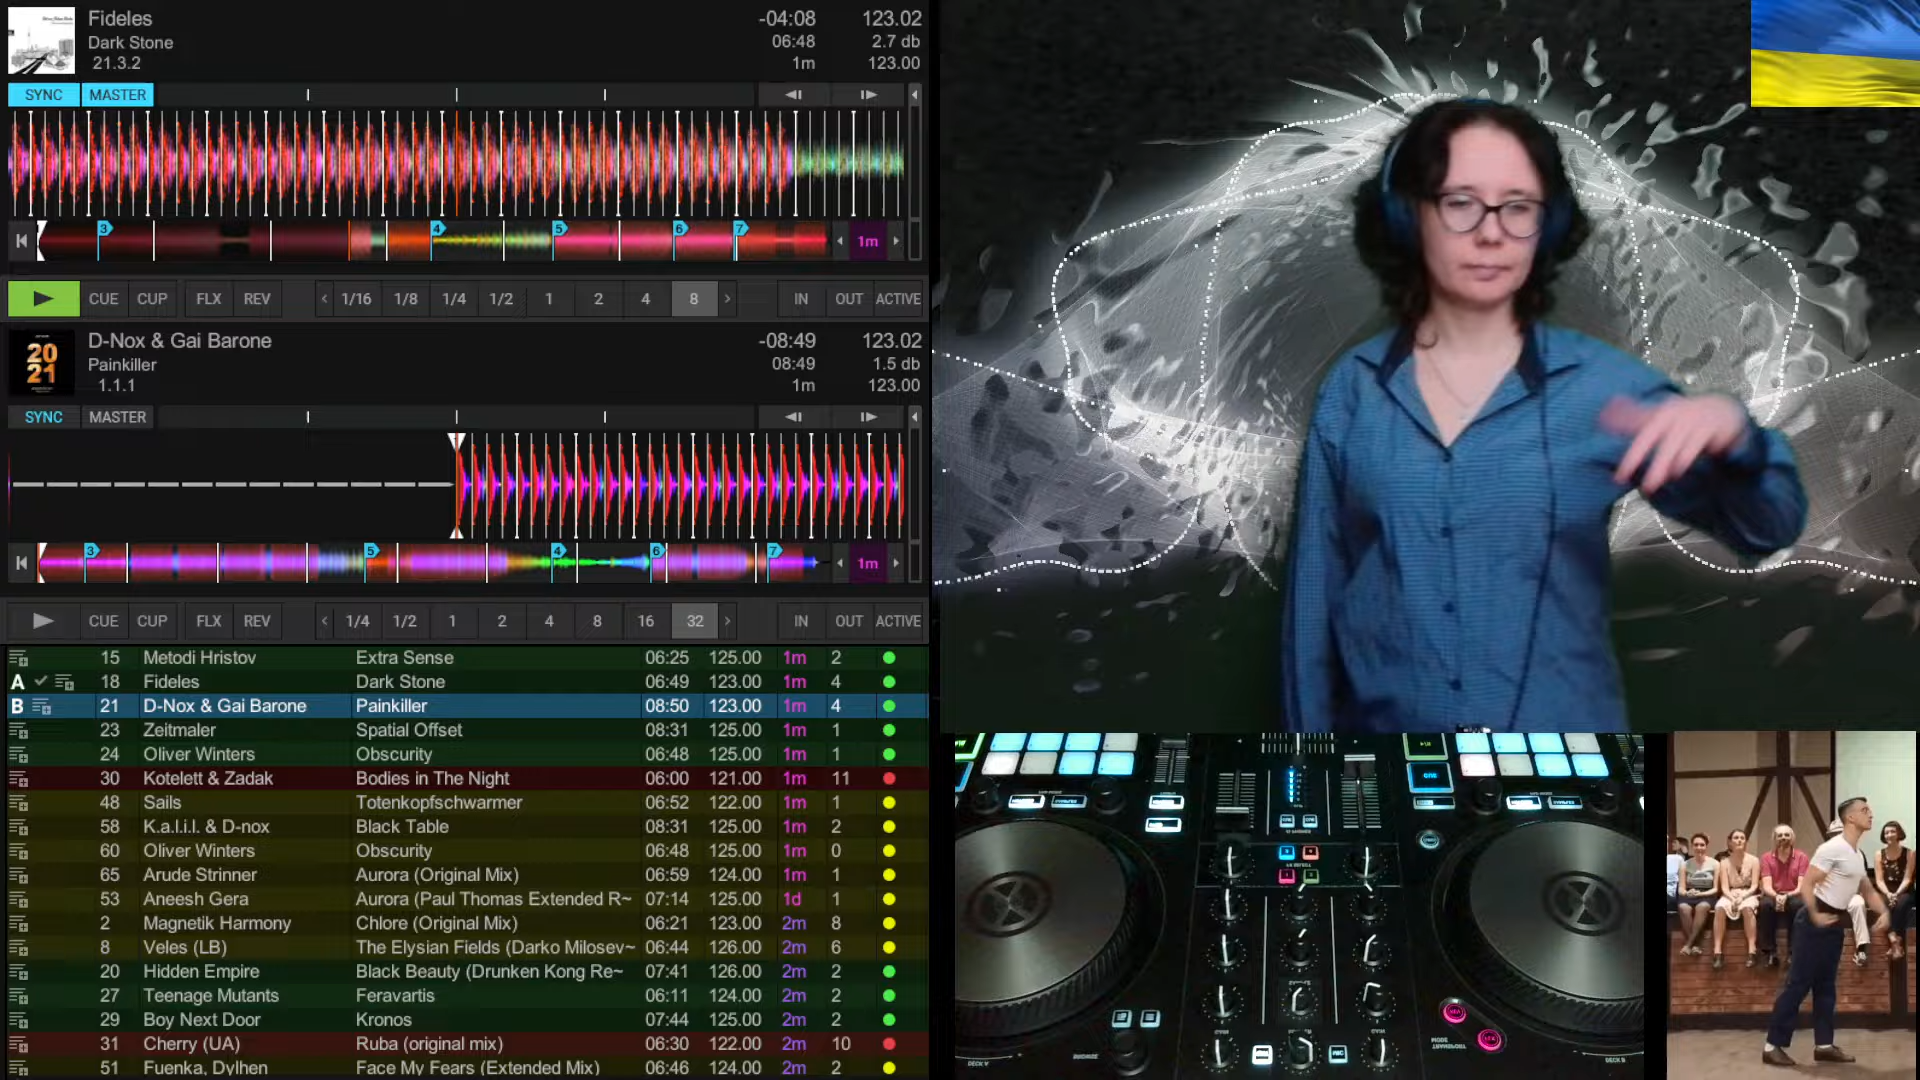 Fideles -04:08 123.02
Dark Stone 06:48 2.7 db
21.3.2 1m 123.00
SYNC MASTER
3 4 5 6 7 1m
CUE CUP FLX REV 1/16 1/8 1/4 1/2 1 2 4 8 IN OUT ACTIVE
D-Nox & Gai Barone -08:49 123.02
20
21
Painkiller 08:49 1.5 db
1.1.1 1m 123.00
SYNC MASTER
3 5 4 6 7 1m
CUE CUP FLX REV 1/4 1/2 1 2 4 8 16 32 IN OUT ACTIVE
15 Metodi Hristov Extra Sense 06:25 125.00 1m 2
A 18 Fideles Dark Stone 06:49 123.00 1m 4
B 21 D-Nox & Gai Barone Painkiller 08:50 123.00 1m 4
23 Zeitmaler Spatial Offset 08:31 125.00 1m 1
24 Oliver Winters Obscurity 06:48 125.00 1m 1
30 Kotelett & Zadak Bodies in The Night 06:00 121.00 1m 11
48 Sails Totenkopfschwarmer 06:52 122.00 1m 1
58 K.a.l.i.l. & D-nox Black Table 08:31 125.00 1m 2
60 Oliver Winters Obscurity 06:48 125.00 1m 0
65 Arude Strinner Aurora (Original Mix) 06:59 124.00 1m 1
53 Aneesh Gera Aurora (Paul Thomas Extended R~ 07:14 125.00 1d 1
2 Magnetik Harmony Chlore (Original Mix) 06:21 123.00 2m 8
8 Veles (LB) The Elysian Fields (Darko Milosev~ 06:44 126.00 2m 6
20 Hidden Empire Black Beauty (Drunken Kong Re~ 07:41 126.00 2m 2
27 Teenage Mutants Feravartis 06:11 124.00 2m 2
29 Boy Next Door Kronos 07:44 125.00 2m 2
31 Cherry (UA) Ruba (original mix) 06:30 122.00 2m 10
51 Fuenka, Dylhen Face My Fears (Extended Mix) 06:46 124.00 2m 2
DECK A
DECK B